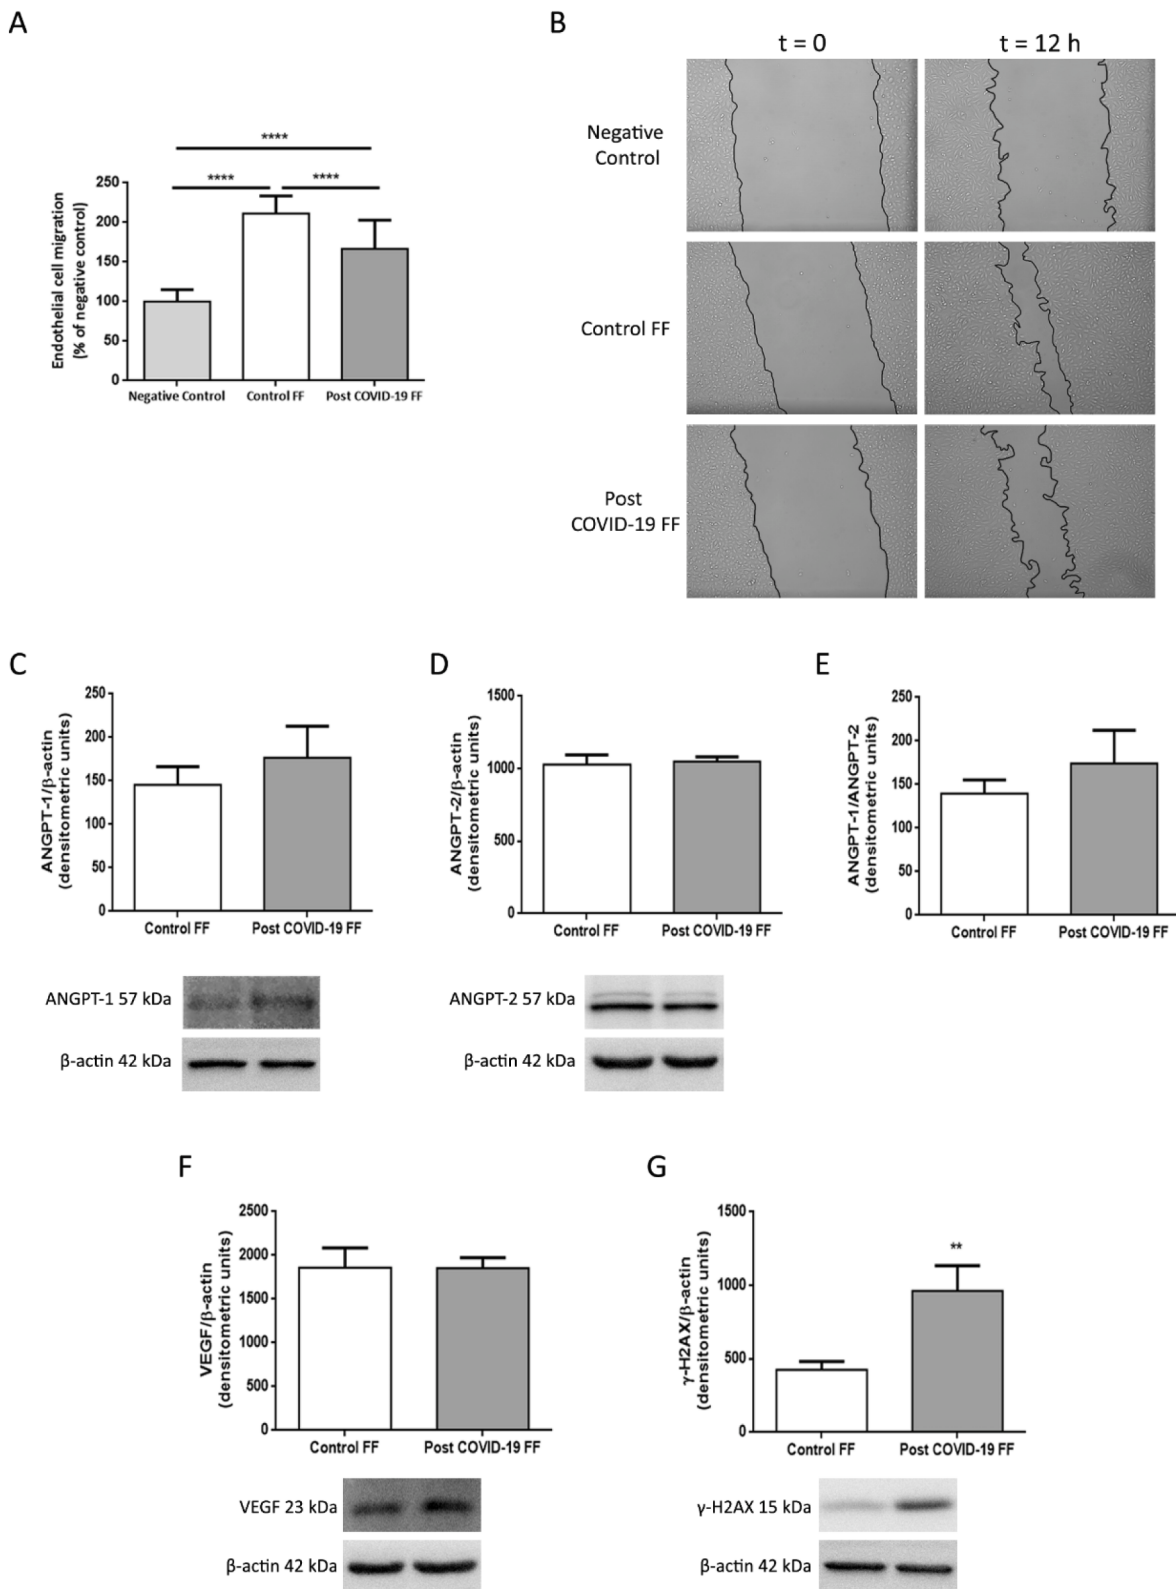 A
****
****
****
Endothelial cell migration
(% of negative control)
250
200
150
100
50
0
Negative Control
Control FF
Post COVID-19 FF
B
t = 0
t = 12 h
Negative
Control
Control FF
Post
COVID-19 FF
C
ANGPT-1/β-actin
(densitometric units)
250
200
150
100
50
0
Control FF
Post COVID-19 FF
ANGPT-1 57 kDa
β-actin 42 kDa
D
ANGPT-2/β-actin
(densitometric units)
1500
1000
500
0
Control FF
Post COVID-19 FF
ANGPT-2 57 kDa
β-actin 42 kDa
E
ANGPT-1/ANGPT-2
(densitometric units)
250
200
150
100
50
0
Control FF
Post COVID-19 FF
F
VEGF/β-actin
(densitometric units)
2500
2000
1500
1000
500
0
Control FF
Post COVID-19 FF
VEGF 23 kDa
β-actin 42 kDa
G
γ-H2AX/β-actin
(densitometric units)
1500
1000
500
0
**
Control FF
Post COVID-19 FF
γ-H2AX 15 kDa
β-actin 42 kDa